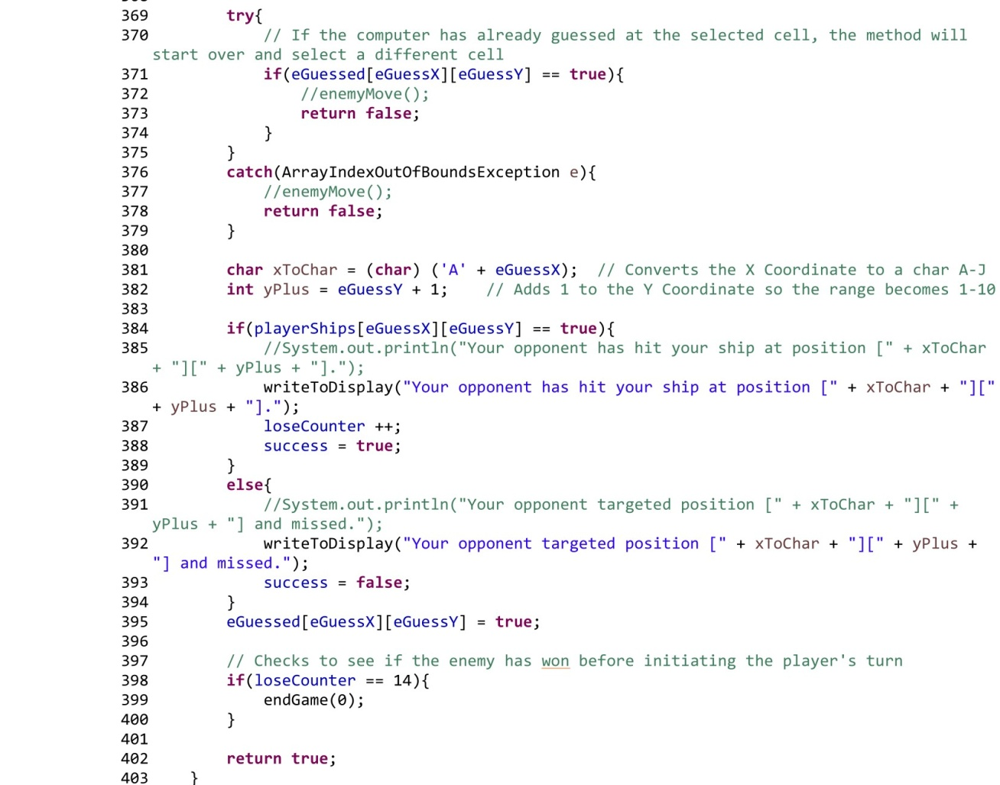 369 try{
370 // If the computer has already guessed at the selected cell, the method will
start over and select a different cell
371 if(eGuessed[eGuessX][eGuessY] == true){
372 //enemyMove();
373 return false;
374 }
375 }
376 catch(ArrayIndexOutOfBoundsException e){
377 //enemyMove();
378 return false;
379 }
380
381 char xToChar = (char) ('A' + eGuessX); // Converts the X Coordinate to a char A-J
382 int yPlus = eGuessY + 1; // Adds 1 to the Y Coordinate so the range becomes 1-10
383
384 if(playerShips[eGuessX][eGuessY] == true){
385 //System.out.println("Your opponent has hit your ship at position [" + xToChar
+ "][" + yPlus + "].");
386 writeToDisplay("Your opponent has hit your ship at position [" + xToChar + "]["
+ yPlus + "].");
387 loseCounter ++;
388 success = true;
389 }
390 else{
391 //System.out.println("Your opponent targeted position [" + xToChar + "][" +
yPlus + "] and missed.");
392 writeToDisplay("Your opponent targeted position [" + xToChar + "][" + yPlus +
"] and missed.");
393 success = false;
394 }
395 eGuessed[eGuessX][eGuessY] = true;
396
397 // Checks to see if the enemy has won before initiating the player's turn
398 if(loseCounter == 14){
399 endGame(0);
400 }
401
402 return true;
403 }